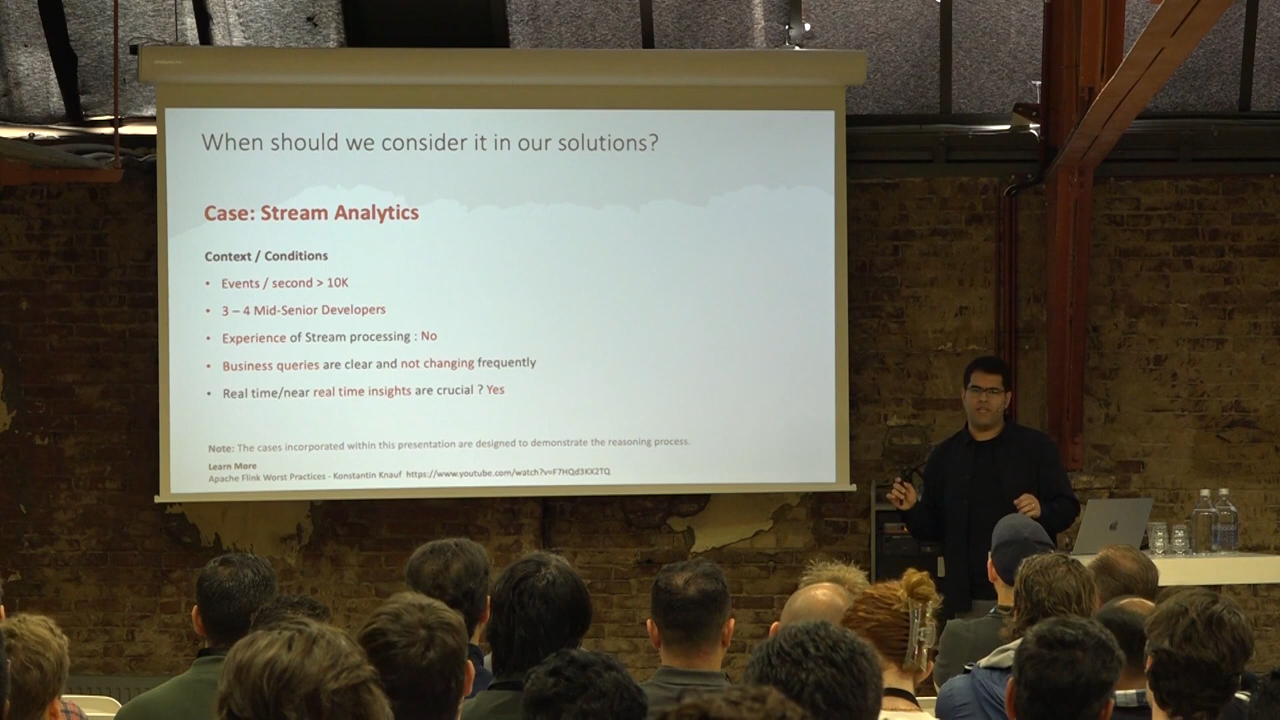 When should we consider it in our solutions?
Case: Stream Analytics
Context / Conditions
• Events / second > 10K
• 3 – 4 Mid-Senior Developers
• Experience of Stream processing : No
• Business queries are clear and not changing frequently
• Real time/near real time insights are crucial ? Yes
Note: The cases incorporated within this presentation are designed to demonstrate the reasoning process.
Learn More
Apache Flink Worst Practices - Konstantin Knauf https://www.youtube.com/watch?v=F7HQd3KX2TQ